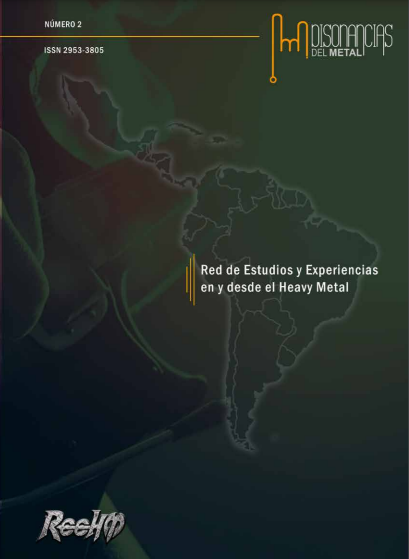 NÚMERO 2
ISSN 2953-3805
DISONANCIAS
DEL METAL
Red de Estudios y Experiencias
en y desde el Heavy Metal
ReeHM